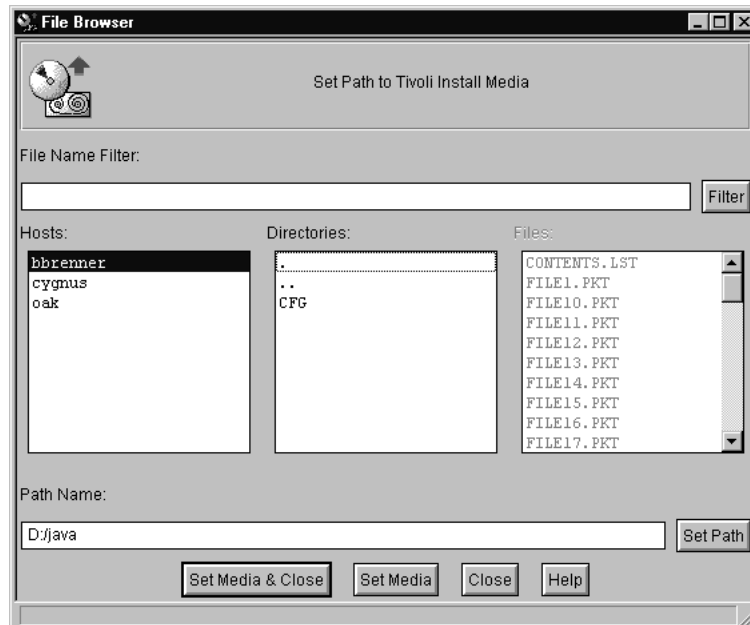 File Browser
Set Path to Tivoli Install Media
File Name Filter:
Filter
Hosts:
Directories:
Files:
bbrenner
cygnus
oak
.
..
CFG
CONTENTS.LST
FILE1.PKT
FILE10.PKT
FILE11.PKT
FILE12.PKT
FILE13.PKT
FILE14.PKT
FILE15.PKT
FILE16.PKT
FILE17.PKT
Path Name:
D:/java
Set Path
Set Media & Close
Set Media
Close
Help